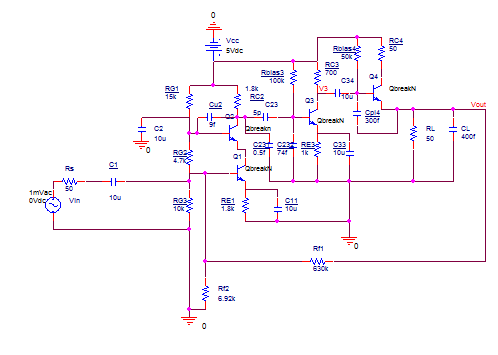 0
Vcc
5Vdc
RG1
15k
1.8k
RC2
Rbias3
100k
RC3
700
Rbias4
50k
RC4
50
C34
10u
V3
Q4
QbreakN
Cu2
9f
C23
5p
Q2
Qbreakn
Q3
QbreakN
Cpi4
300f
Vout
C2
10u
0
RG2
4.7k
0.5f
74f
RE3
1k
C33
10u
RL
50
CL
400f
Q1
QbreakN
Rs
50
C1
10u
1mVac
0Vdc
Vin
RG3
10k
RE1
1.8k
C11
10u
0
Rf1
630k
Rf2
6.92k
0